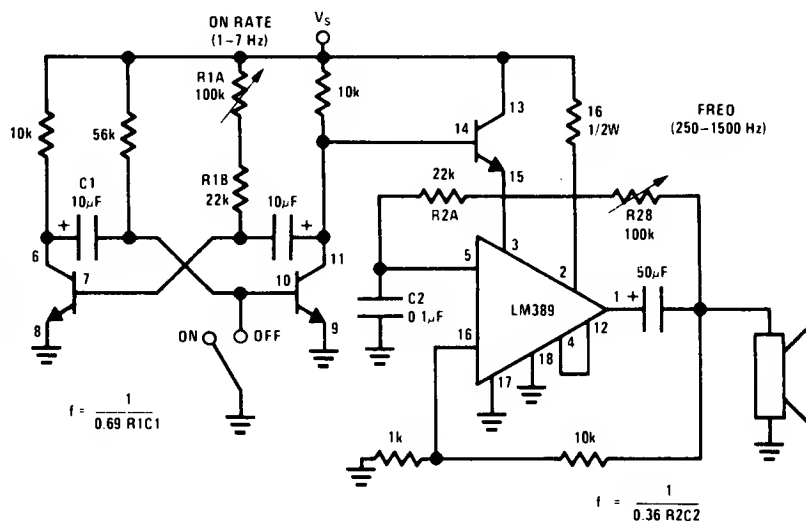 ON RATE
(1–7 Hz)
VS
R1A
100k
10k
13
16
1/2W
FREQ
(250–1500 Hz)
10k
56k
14
C1
10μF
R1B
22k
10μF
22k
R2A
15
R28
100k
+
+
6
7
11
10
5
3
2
50μF
C2
0 1μF
LM389
1
+
12
4
16
18
17
8
9
ON
OFF
f = 1
0.69 R1C1
1k
10k
f = 1
0.36 R2C2